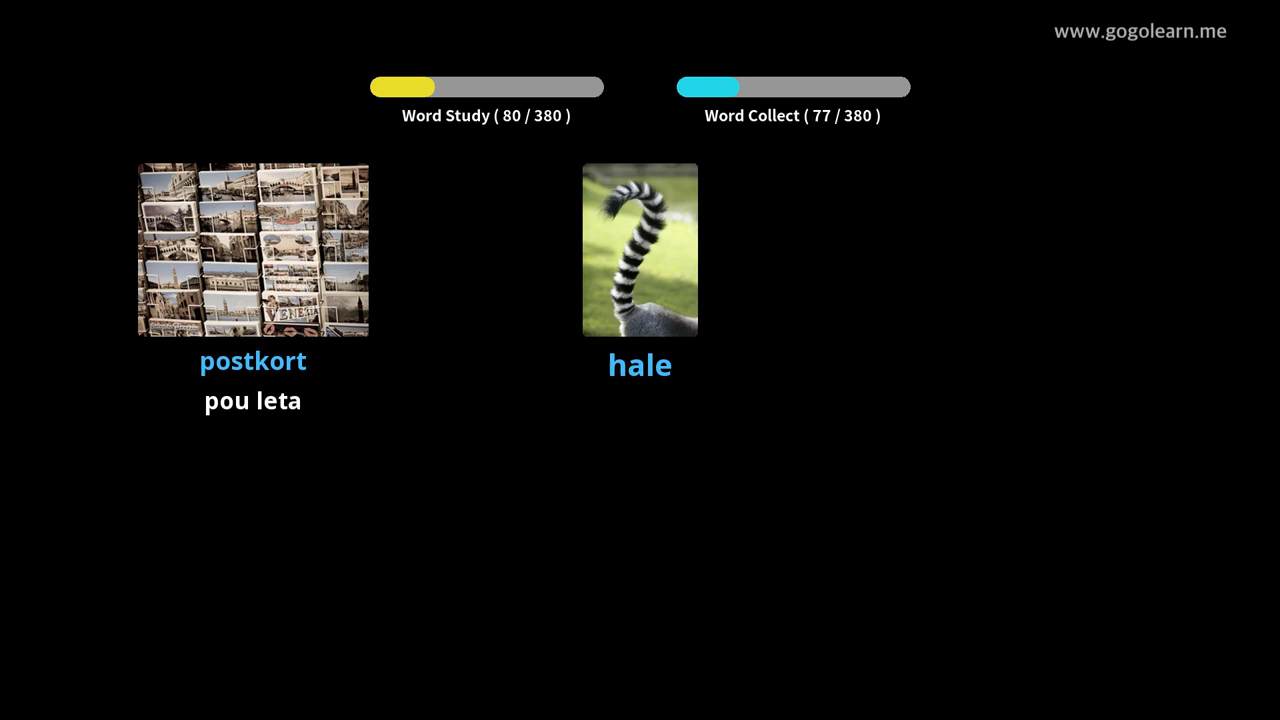 www.gogolearn.me
Word Study ( 80 / 380 )
Word Collect ( 77 / 380 )
postkort
pou leta
hale